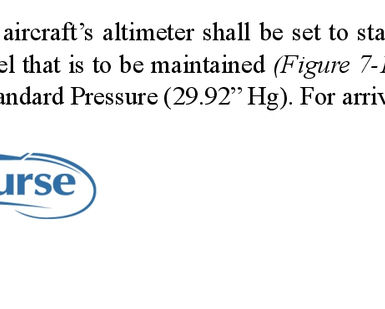 aircraft’s altimeter shall be set to sta
el that is to be maintained (Figure 7-1
andard Pressure (29.92” Hg). For arriv
urse